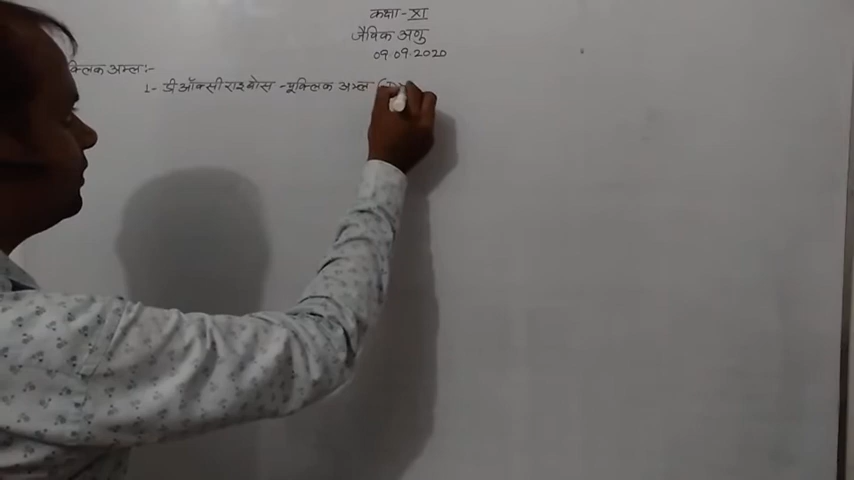 कक्षा - XI
जैविक अणु
09.09.2020
क्लिक अम्ल:-
1- डीऑक्सीराइबोस -न्यूक्लिक अम्ल (